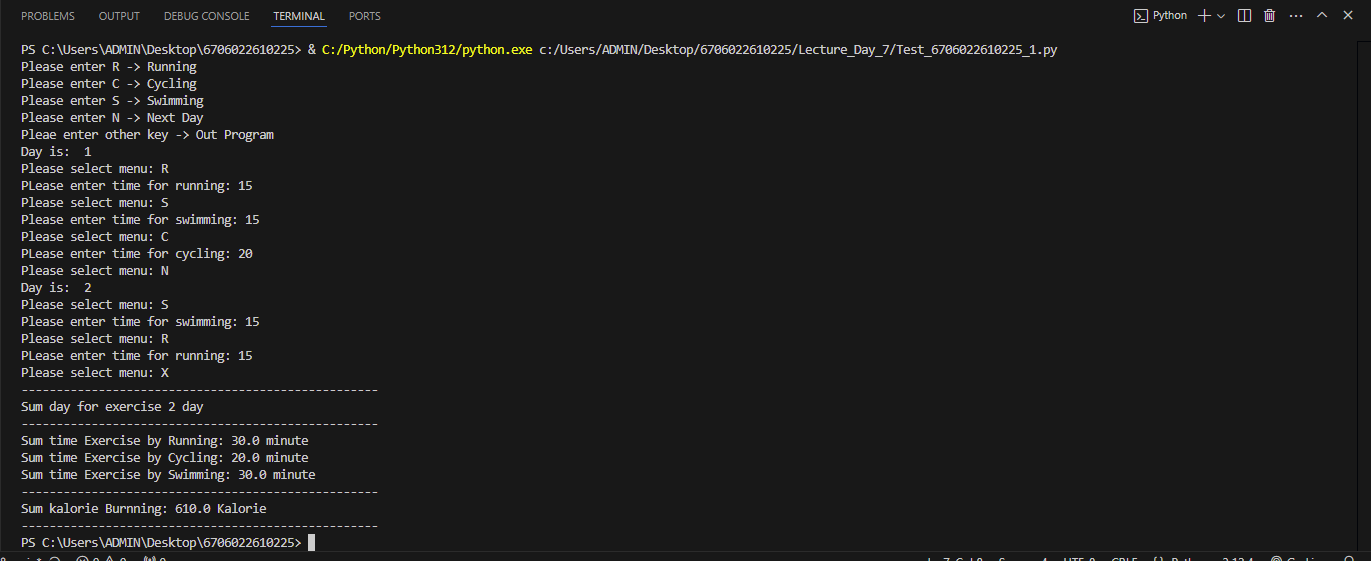 PROBLEMS OUTPUT DEBUG CONSOLE TERMINAL PORTS Python
PS C:\Users\ADMIN\Desktop\6706022610225> & C:/Python/Python312/python.exe c:/Users/ADMIN/Desktop/6706022610225/Lecture_Day_7/Test_6706022610225_1.py
Please enter R -> Running
Please enter C -> Cycling
Please enter S -> Swimming
Please enter N -> Next Day
Pleae enter other key -> Out Program
Day is:  1
Please select menu: R
PLease enter time for running: 15
Please select menu: S
Please enter time for swimming: 15
Please select menu: C
PLease enter time for cycling: 20
Please select menu: N
Day is:  2
Please select menu: S
Please enter time for swimming: 15
Please select menu: R
PLease enter time for running: 15
Please select menu: X
---------------------------------------------------
Sum day for exercise 2 day
---------------------------------------------------
Sum time Exercise by Running: 30.0 minute
Sum time Exercise by Cycling: 20.0 minute
Sum time Exercise by Swimming: 30.0 minute
---------------------------------------------------
Sum kalorie Burnning: 610.0 Kalorie
---------------------------------------------------
PS C:\Users\ADMIN\Desktop\6706022610225>